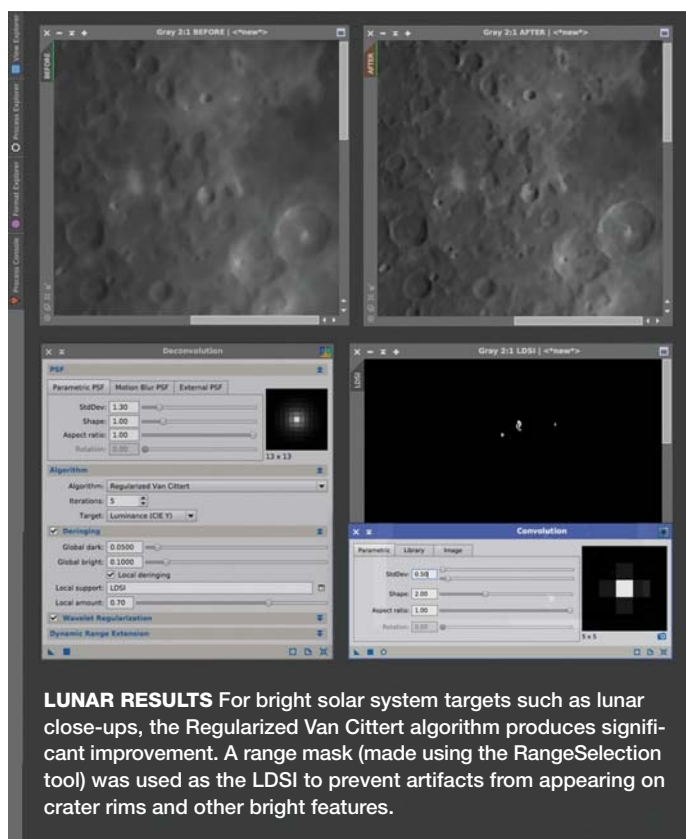 View Explorer
Process Explorer
Format Explorer
Process Console
Gray 2:1 BEFORE | <*new*>
BEFORE
Gray 2:1 AFTER | <*new*>
AFTER
Deconvolution
PSF
Parametric PSF Motion Blur PSF External PSF
StdDev: 1.30
Shape: 1.00
Aspect ratio: 1.00
Rotation: 0.00
13 x 13
Algorithm
Algorithm: Regularized Van Cittert
Iterations: 5
Target: Luminance (CIE Y)
Deringing
Global dark: 0.0500
Global bright: 0.1000
Local deringing
Local support: LDSI
Local amount: 0.70
Wavelet Regularization
Dynamic Range Extension
Gray 2:1 LDSI | <*new*>
LDSI
Convolution
Parametric Library Image
StdDev: 0.50
Shape: 2.00
Aspect ratio: 1.00
Rotation: 0.00
5 x 5
LUNAR RESULTS For bright solar system targets such as lunar
close-ups, the Regularized Van Cittert algorithm produces signifi-
cant improvement. A range mask (made using the RangeSelection
tool) was used as the LDSI to prevent artifacts from appearing on
crater rims and other bright features.